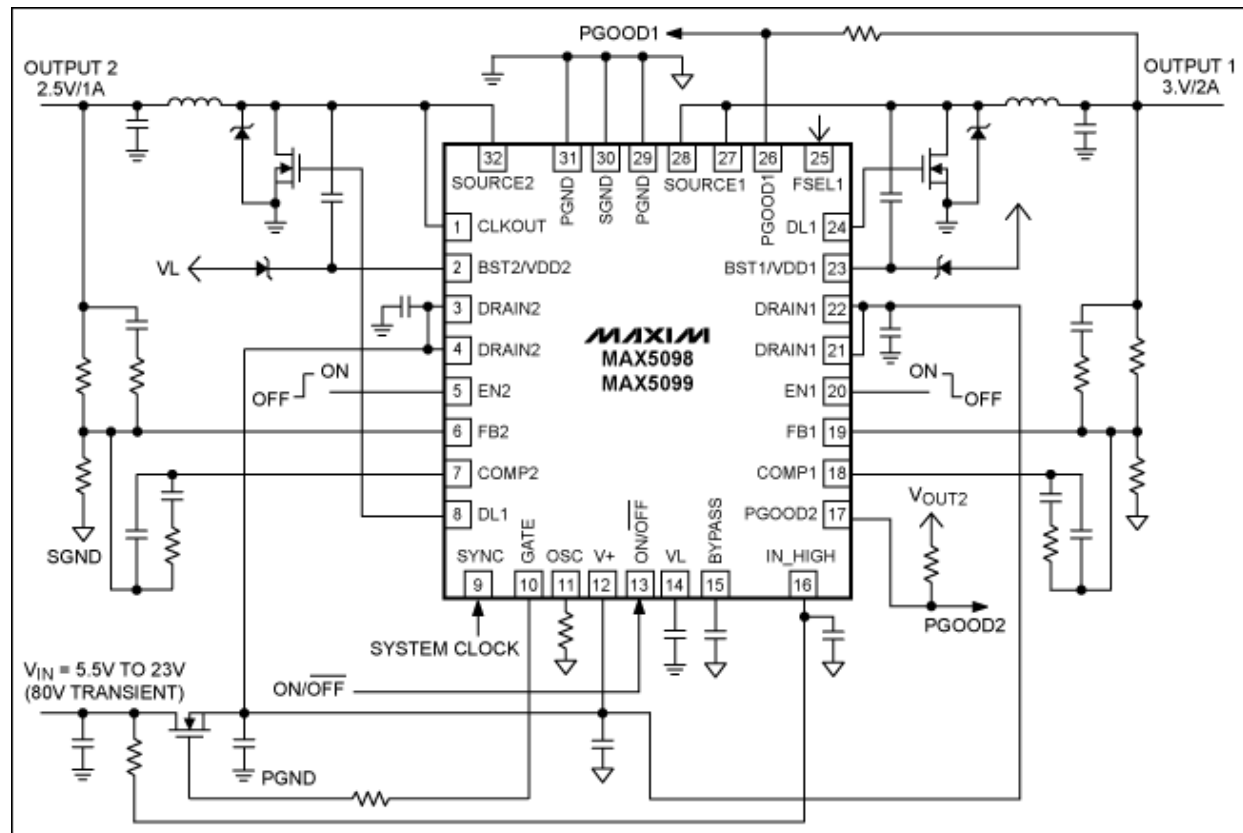 PGOOD1
OUTPUT 2
2.5V/1A
OUTPUT 1
3.V/2A
32
31
30
29
28
27
26
25
SOURCE2
PGND
SGND
PGND
SOURCE1
PGOOD1
FSEL1
1
CLKOUT
DL1
24
VL
2
BST2/VDD2
BST1/VDD1
23
3
DRAIN2
DRAIN1
22
4
DRAIN2
DRAIN1
21
MAXIM
MAX5098
MAX5099
OFF
ON
5
EN2
EN1
20
ON
OFF
6
FB2
FB1
19
7
COMP2
COMP1
18
8
DL1
PGOOD2
17
VOUT2
SGND
SYNC
GATE
OSC
V+
ON/OFF
VL
BYPASS
IN_HIGH
9
10
11
12
13
14
15
16
PGOOD2
SYSTEM CLOCK
VIN = 5.5V TO 23V
(80V TRANSIENT)
ON/OFF
PGND